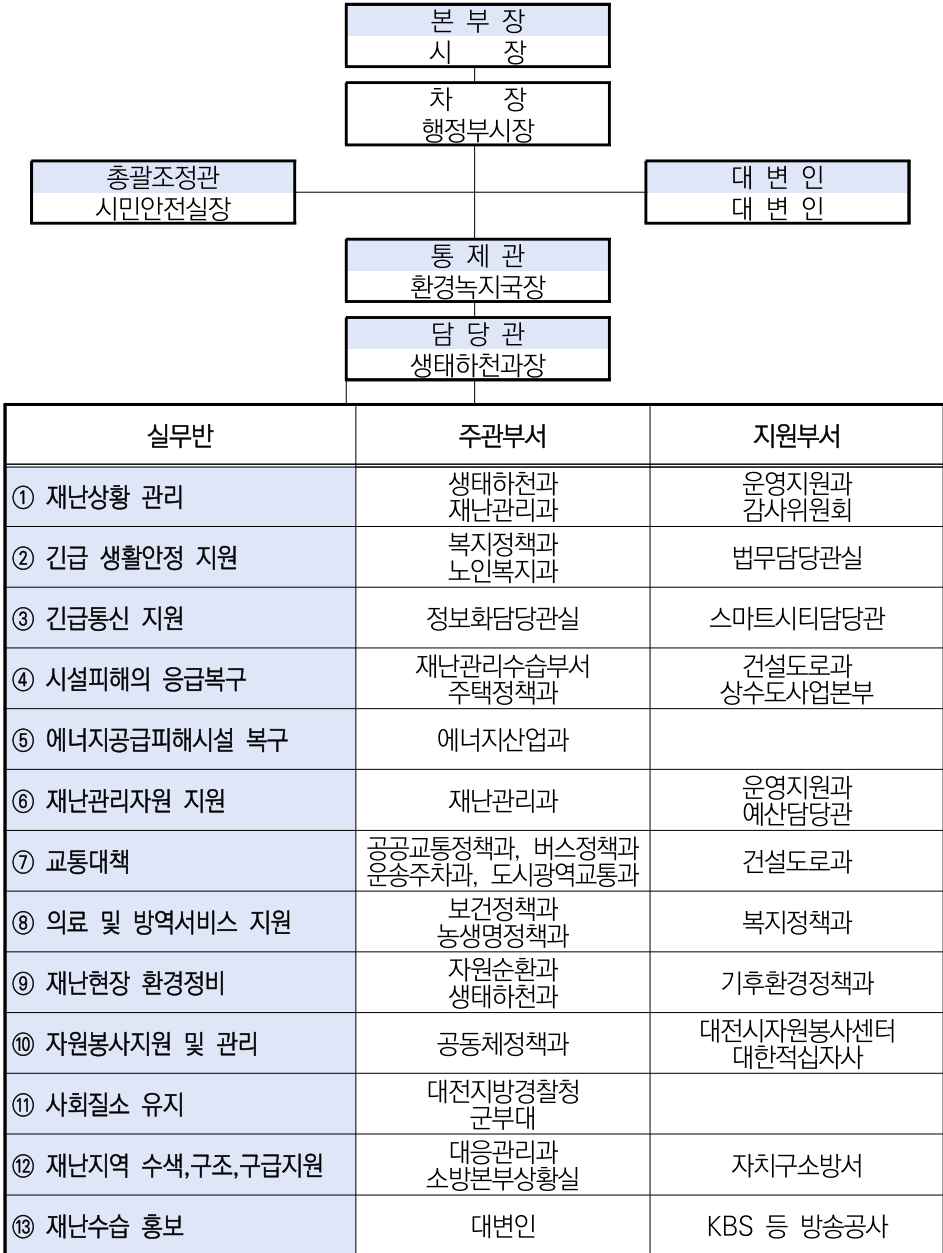 본 부 장
시 장
차 장
행정부시장
총괄조정관
시민안전실장
대 변 인
대 변 인
통 제 관
환경녹지국장
담 당 관
생태하천과장
실무반 주관부서 지원부서
① 재난상황 관리
생태하천과
재난관리과
운영지원과
감사위원회
② 긴급 생활안정 지원
복지정책과
노인복지과
법무담당관실
③ 긴급통신 지원
정보화담당관실
스마트시티담당관
④ 시설피해의 응급복구
재난관리수습부서
주택정책과
건설도로과
상수도사업본부
⑤ 에너지공급피해시설 복구
에너지산업과
⑥ 재난관리자원 지원
재난관리과
운영지원과
예산담당관
⑦ 교통대책
공공교통정책과, 버스정책과
운송주차과, 도시광역교통과
건설도로과
⑧ 의료 및 방역서비스 지원
보건정책과
농생명정책과
복지정책과
⑨ 재난현장 환경정비
자원순환과
생태하천과
기후환경정책과
⑩ 자원봉사지원 및 관리
공동체정책과
대전시자원봉사센터
대한적십자사
⑪ 사회질소 유지
대전지방경찰청
군부대
⑫ 재난지역 수색,구조,구급지원
대응관리과
소방본부상황실
자치구소방서
⑬ 재난수습 홍보
대변인
KBS 등 방송공사